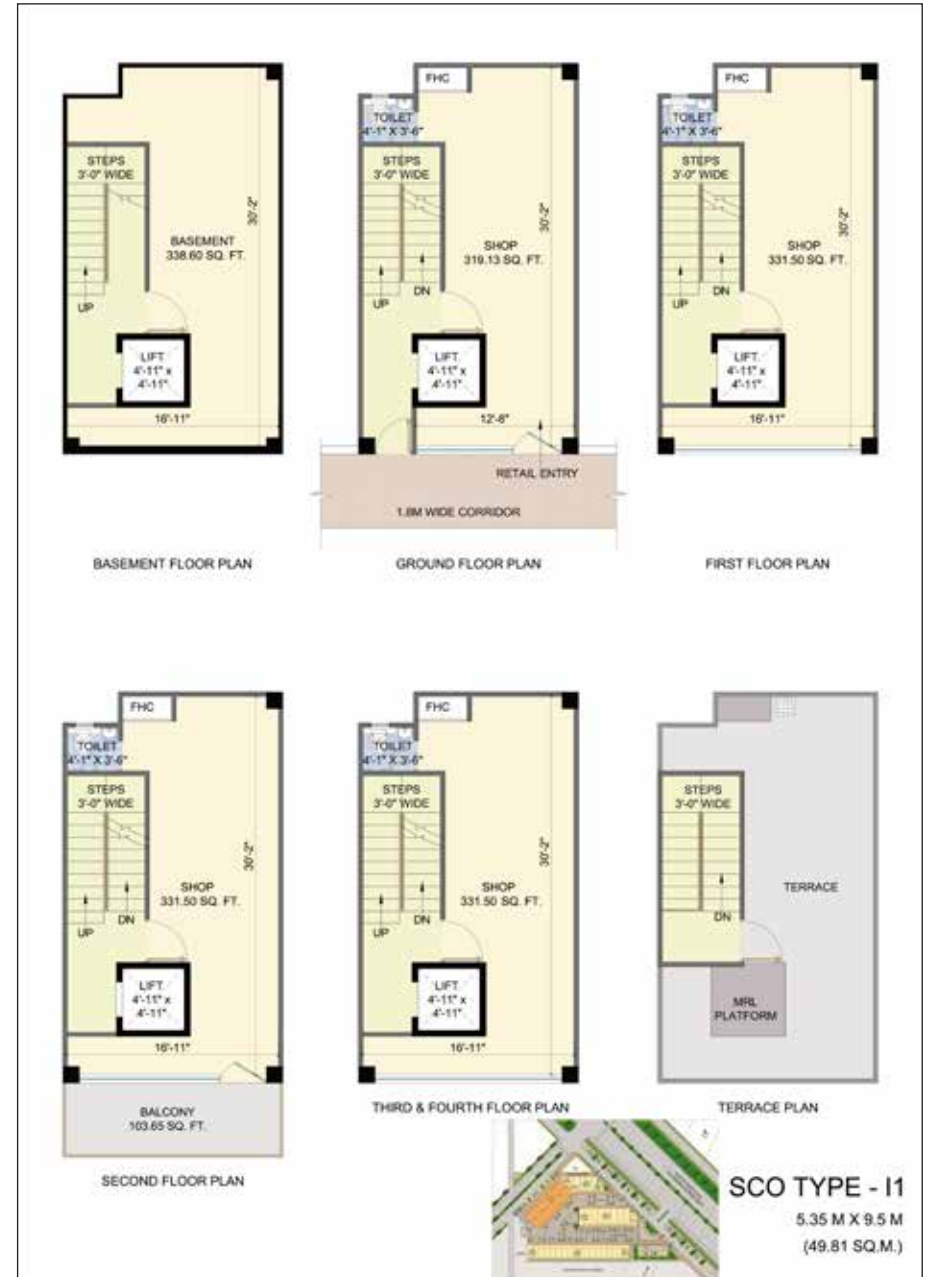 FHC
TOILET
4'-1" X 3'-6"
STEPS
3'-0" WIDE
30'-2"
BASEMENT
338.60 SQ. FT.
UP
LIFT.
4'-11" x
4'-11".
16'-11"
BASEMENT FLOOR PLAN
STEPS
3'-0" WIDE
30'-2"
SHOP
319.13 SQ. FT.
DN
UP
LIFT.
4'-11" x
4'-11".
12'-8"
RETAIL ENTRY
1.8M WIDE CORRIDOR
GROUND FLOOR PLAN
FHC
TOILET
4'-1" X 3'-6"
STEPS
3'-0" WIDE
30'-2"
SHOP
331.50 SQ. FT.
DN
UP
LIFT.
4'-11" x
4'-11".
16'-11"
FIRST FLOOR PLAN
FHC
TOILET
4'-1" X 3'-6"
STEPS
3'-0" WIDE
30'-2"
SHOP
331.50 SQ. FT.
DN
UP
LIFT.
4'-11" x
4'-11".
16'-11"
BALCONY
103.65 SQ. FT.
SECOND FLOOR PLAN
FHC
TOILET
4'-1" X 3'-6"
STEPS
3'-0" WIDE
30'-2"
SHOP
331.50 SQ. FT.
DN
UP
LIFT.
4'-11" x
4'-11".
16'-11"
THIRD & FOURTH FLOOR PLAN
STEPS
3'-0" WIDE
TERRACE
DN
MRL
PLATFORM
TERRACE PLAN
SCO TYPE - I1
5.35 M X 9.5 M
(49.81 SQ.M.)